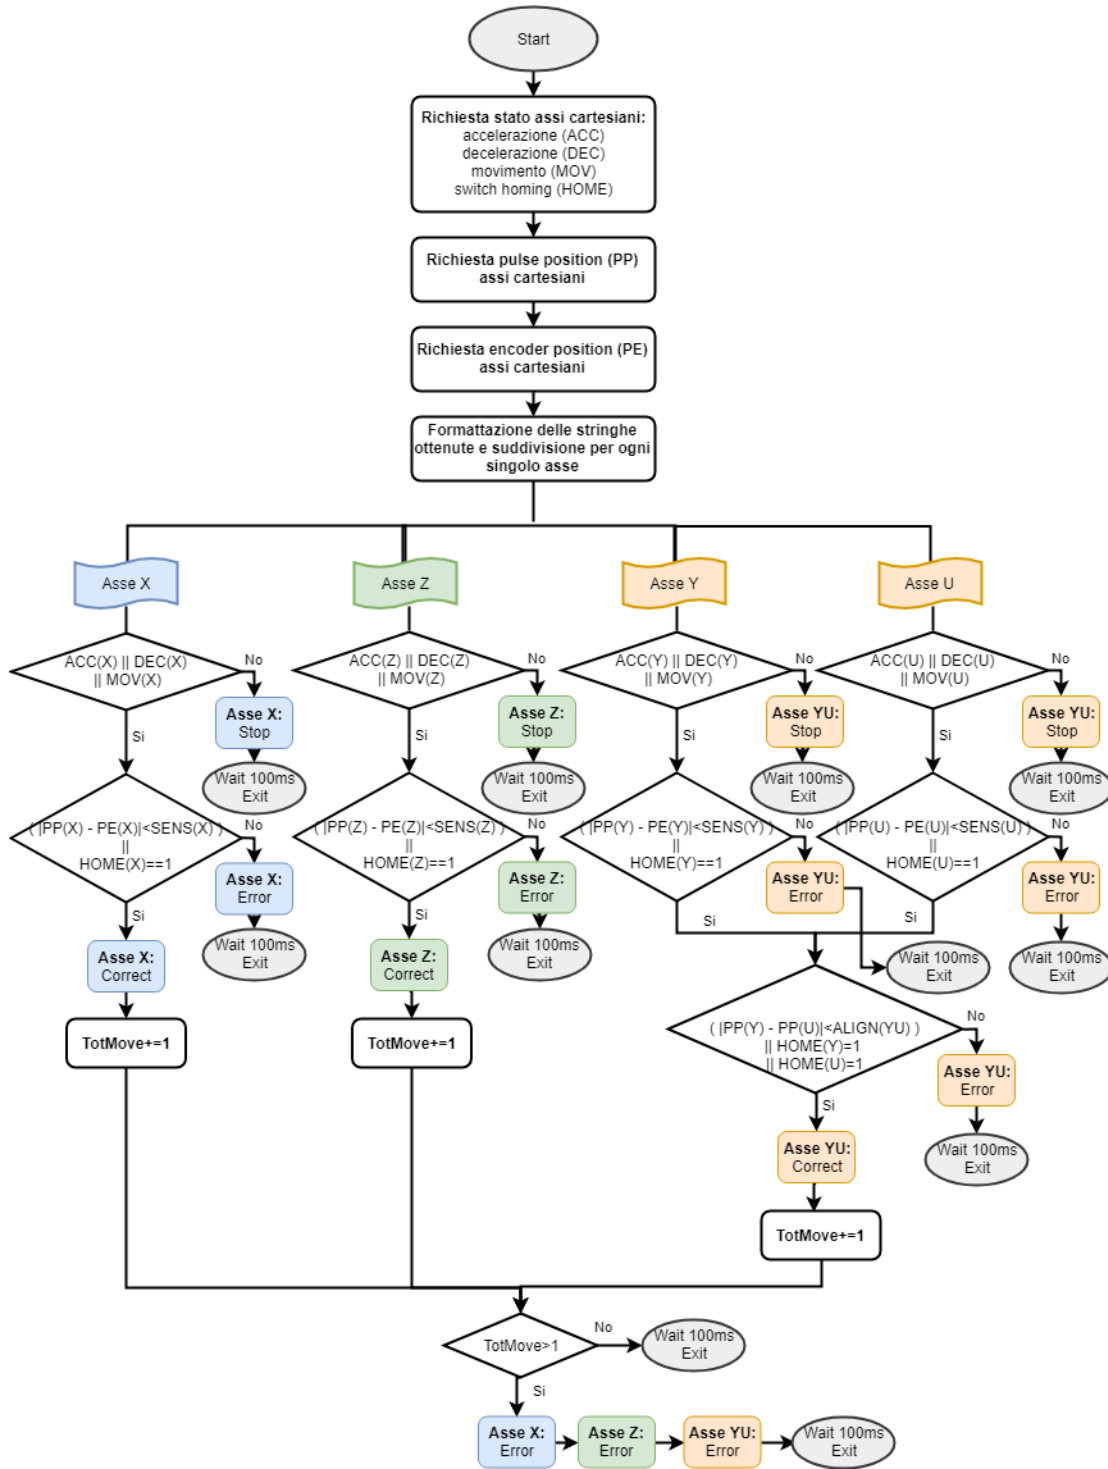 Start
Richiesta stato assi cartesiani:
accelerazione (ACC)
decelerazione (DEC)
movimento (MOV)
switch homing (HOME)
Richiesta pulse position (PP)
assi cartesiani
Richiesta encoder position (PE)
assi cartesiani
Formattazione delle stringhe
ottenute e suddivisione per ogni
singolo asse
Asse X
ACC(X) || DEC(X)
|| MOV(X)
No
Asse X:
Stop
Wait 100ms
Exit
Si
( |PP(X) - PE(X)|<SENS(X) )
||
HOME(X)==1
No
Asse X:
Error
Wait 100ms
Exit
Si
Asse X:
Correct
TotMove+=1
Asse Z
ACC(Z) || DEC(Z)
|| MOV(Z)
No
Asse Z:
Stop
Wait 100ms
Exit
Si
( |PP(Z) - PE(Z)|<SENS(Z) )
||
HOME(Z)==1
No
Asse Z:
Error
Wait 100ms
Exit
Si
Asse Z:
Correct
TotMove+=1
Asse Y
ACC(Y) || DEC(Y)
|| MOV(Y)
No
Asse YU:
Stop
Wait 100ms
Exit
Si
( |PP(Y) - PE(Y)|<SENS(Y) )
||
HOME(Y)==1
No
Asse YU:
Error
Wait 100ms
Exit
Si
Asse U
ACC(U) || DEC(U)
|| MOV(U)
No
Asse YU:
Stop
Wait 100ms
Exit
Si
( |PP(U) - PE(U)|<SENS(U) )
||
HOME(U)==1
No
Asse YU:
Error
Wait 100ms
Exit
Si
( |PP(Y) - PP(U)|<ALIGN(YU) )
|| HOME(Y)=1
|| HOME(U)=1
No
Asse YU:
Error
Wait 100ms
Exit
Si
Asse YU:
Correct
TotMove+=1
TotMove>1
No
Wait 100ms
Exit
Si
Asse X:
Error
Asse Z:
Error
Asse YU:
Error
Wait 100ms
Exit